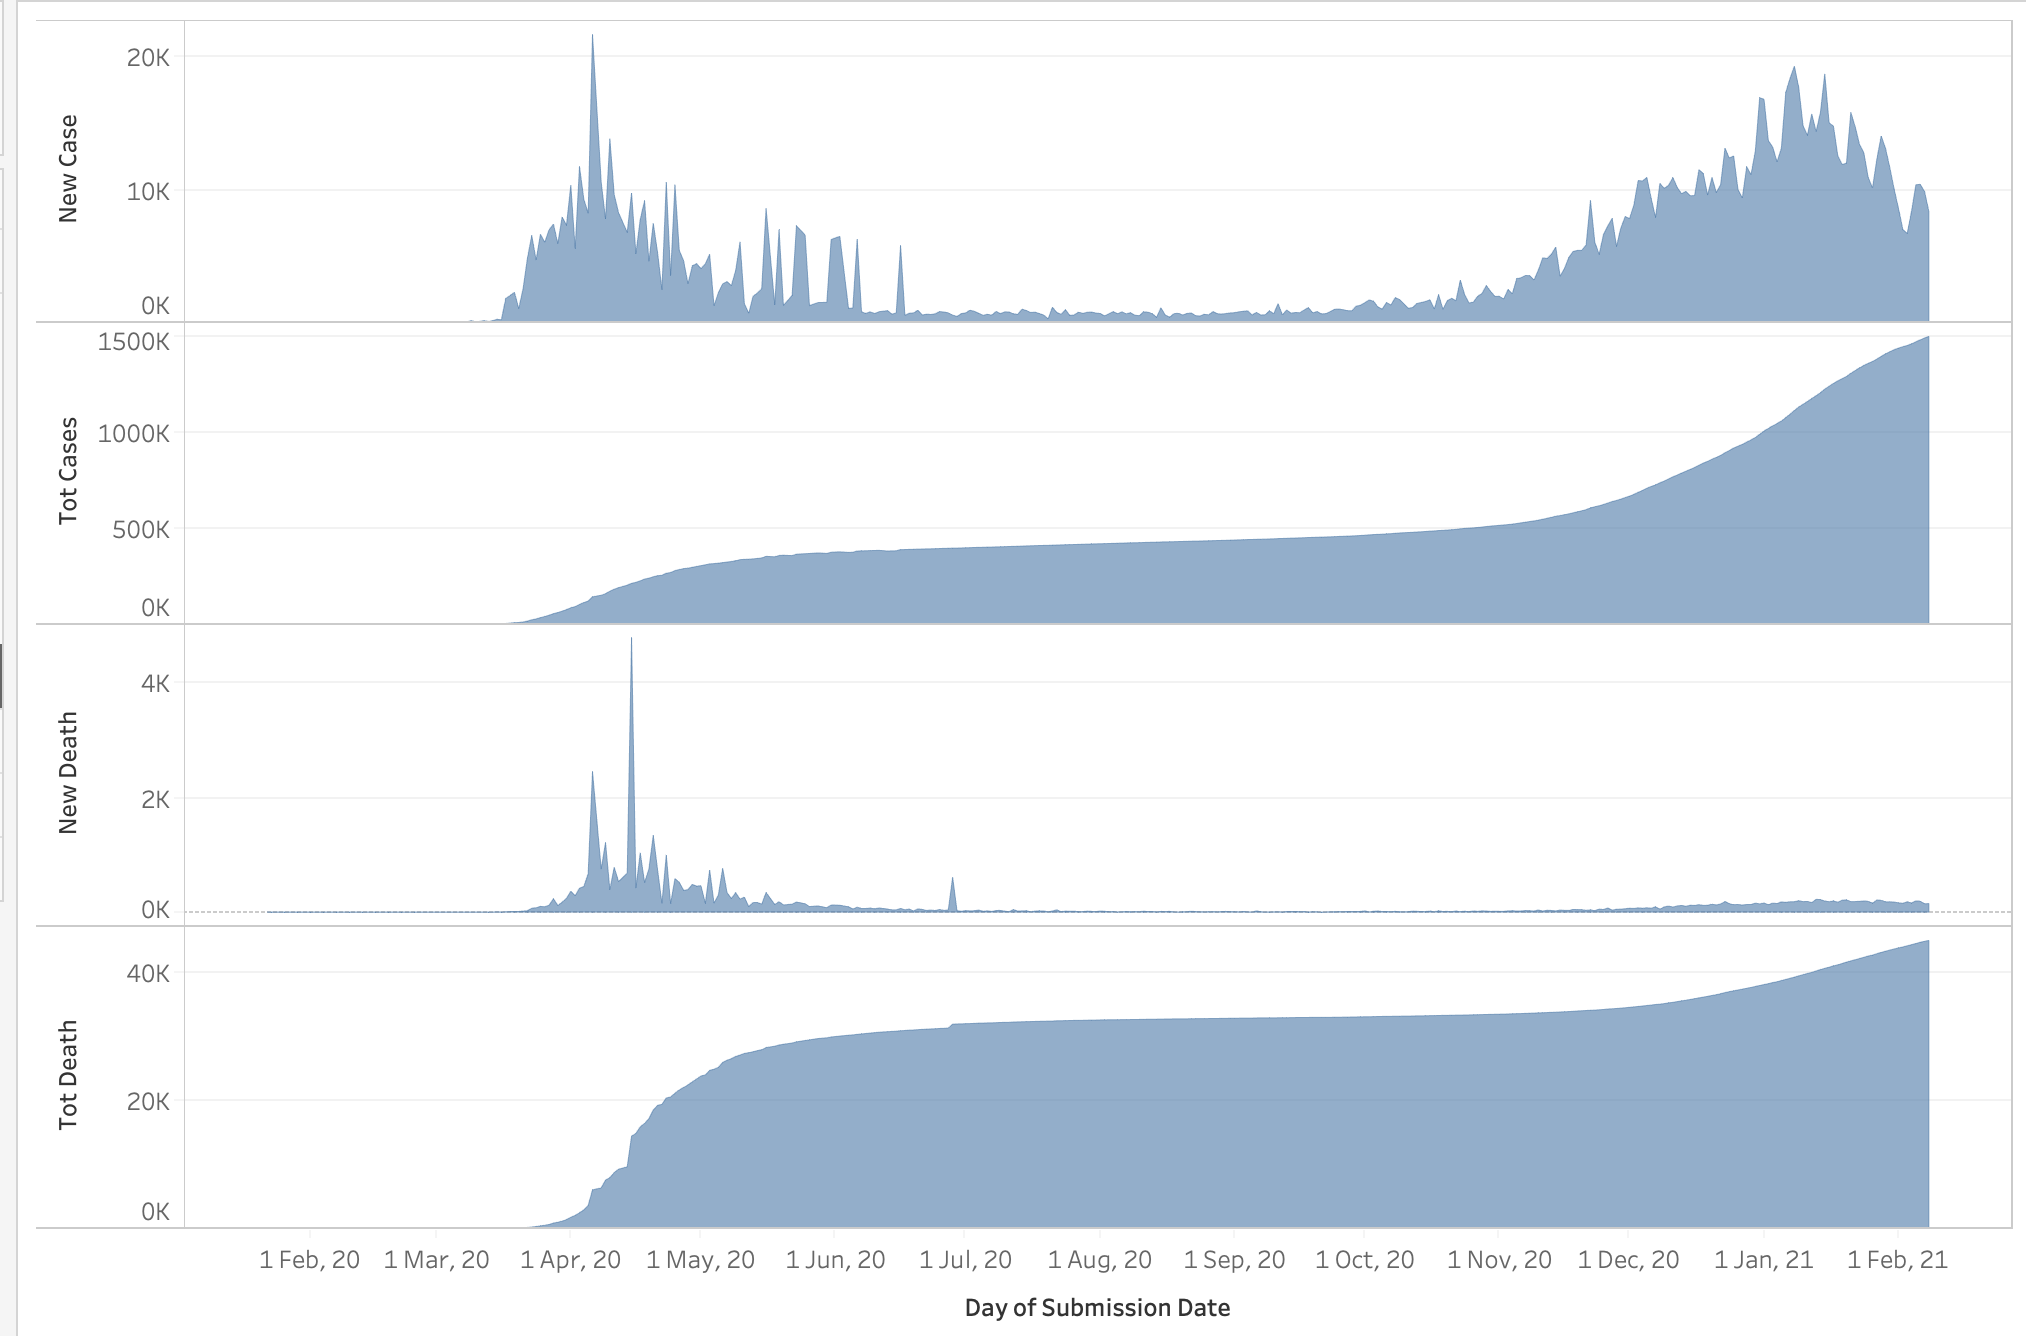 New Case
20K
10K
0K
Tot Cases
1500K
1000K
500K
0K
New Death
4K
2K
0K
Tot Death
40K
20K
0K
1 Feb, 20 1 Mar, 20 1 Apr, 20 1 May, 20 1 Jun, 20 1 Jul, 20 1 Aug, 20 1 Sep, 20 1 Oct, 20 1 Nov, 20 1 Dec, 20 1 Jan, 21 1 Feb, 21
Day of Submission Date